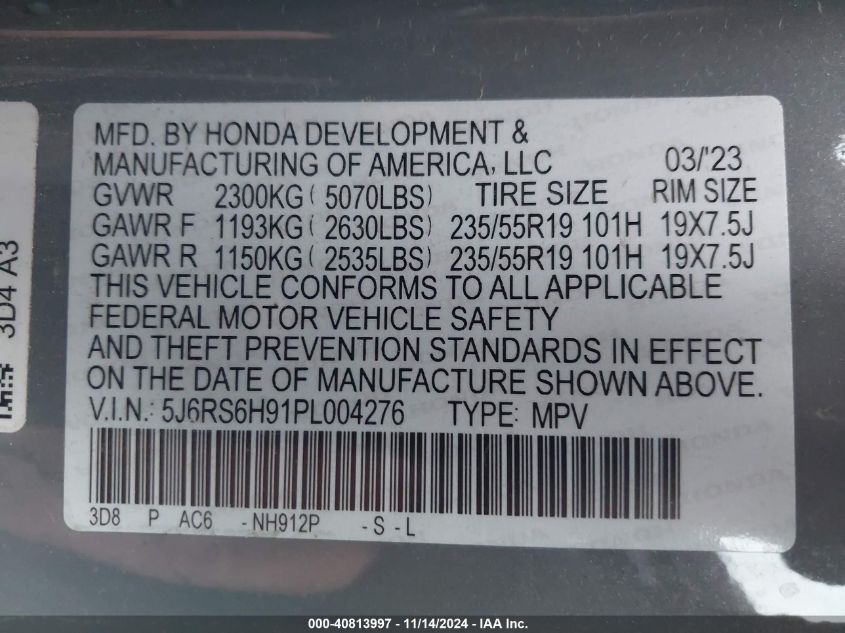 MFD. BY HONDA DEVELOPMENT &
MANUFACTURING OF AMERICA, LLC 03/'23
GVWR 2300KG ( 5070LBS) TIRE SIZE RIM SIZE
GAWR F 1193KG ( 2630LBS) 235/55R19 101H 19X7.5J
GAWR R 1150KG ( 2535LBS) 235/55R19 101H 19X7.5J
THIS VEHICLE CONFORMS TO ALL APPLICABLE
FEDERAL MOTOR VEHICLE SAFETY
AND THEFT PREVENTION STANDARDS IN EFFECT
ON THE DATE OF MANUFACTURE SHOWN ABOVE.
V.I.N.: 5J6RS6H91PL004276 TYPE: MPV
3D8 P AC6 -NH912P -S-L
3D4 A3
000-40813997 - 11/14/2024 - IAA Inc.